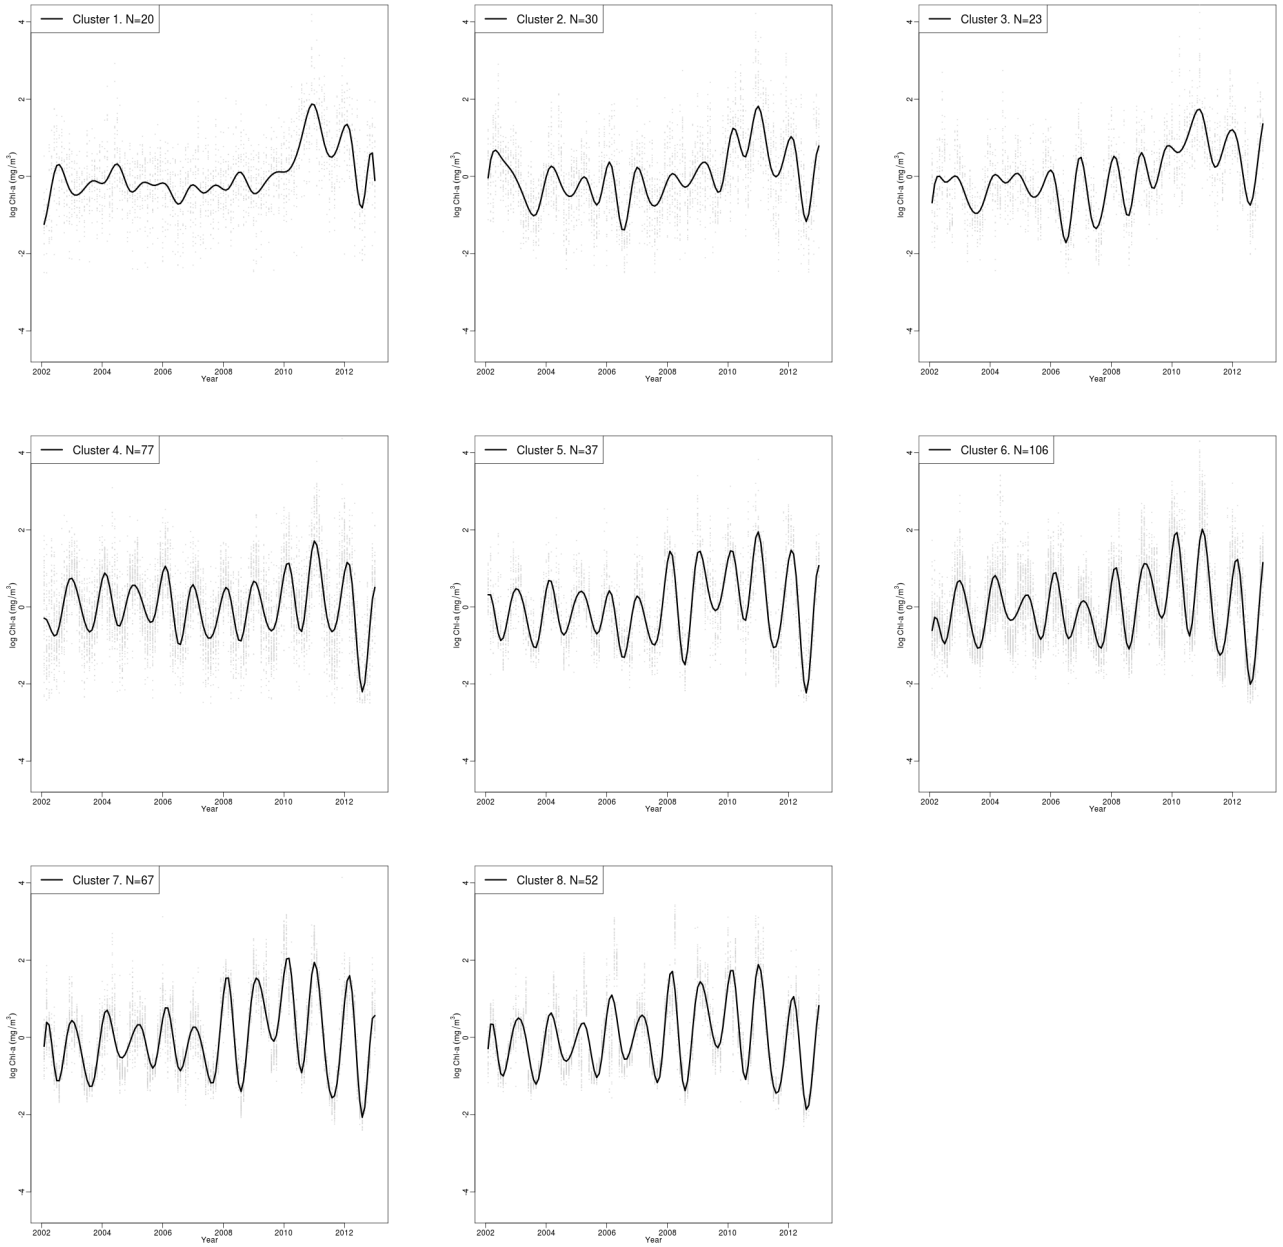 Cluster 1. N=20
4
2
0
-2
-4
log Chl-a (mg/m³)
2002 2004 2006 2008 2010 2012
Year
Cluster 2. N=30
4
2
0
-2
-4
log Chl-a (mg/m³)
2002 2004 2006 2008 2010 2012
Year
Cluster 3. N=23
4
2
0
-2
-4
log Chl-a (mg/m³)
2002 2004 2006 2008 2010 2012
Year
Cluster 4. N=77
4
2
0
-2
-4
log Chl-a (mg/m³)
2002 2004 2006 2008 2010 2012
Year
Cluster 5. N=37
4
2
0
-2
-4
log Chl-a (mg/m³)
2002 2004 2006 2008 2010 2012
Year
Cluster 6. N=106
4
2
0
-2
-4
log Chl-a (mg/m³)
2002 2004 2006 2008 2010 2012
Year
Cluster 7. N=67
4
2
0
-2
-4
log Chl-a (mg/m³)
2002 2004 2006 2008 2010 2012
Year
Cluster 8. N=52
4
2
0
-2
-4
log Chl-a (mg/m³)
2002 2004 2006 2008 2010 2012
Year